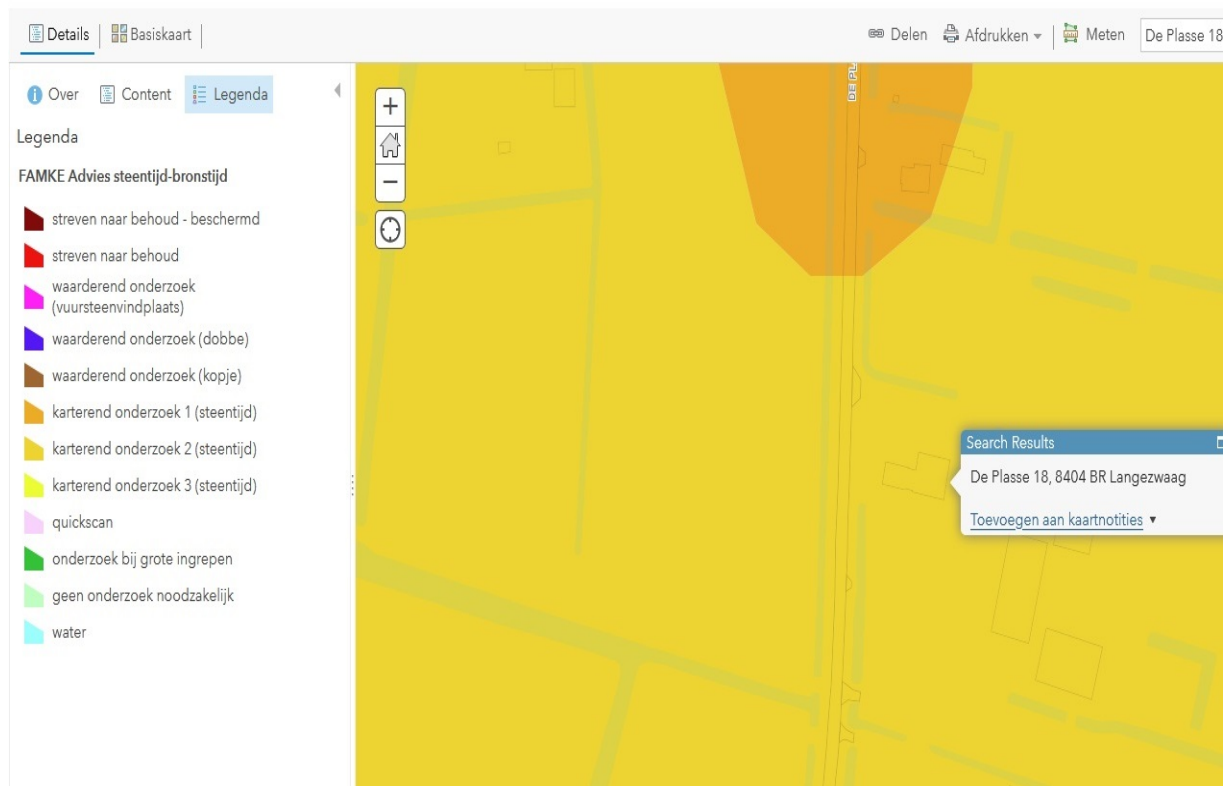 Details
Basiskaart
Delen
Afdrukken
Meten
De Plasse 18
Over
Content
Legenda
Legenda
FAMKE Advies steentijd-bronstijd
streven naar behoud - beschermd
streven naar behoud
waarderend onderzoek
(vuursteenvindplaats)
waarderend onderzoek (dobbe)
waarderend onderzoek (kopje)
karterend onderzoek 1 (steentijd)
karterend onderzoek 2 (steentijd)
karterend onderzoek 3 (steentijd)
quickscan
onderzoek bij grote ingrepen
geen onderzoek noodzakelijk
water
DE PL
Search Results
De Plasse 18, 8404 BR Langezwaag
Toevoegen aan kaartnotities